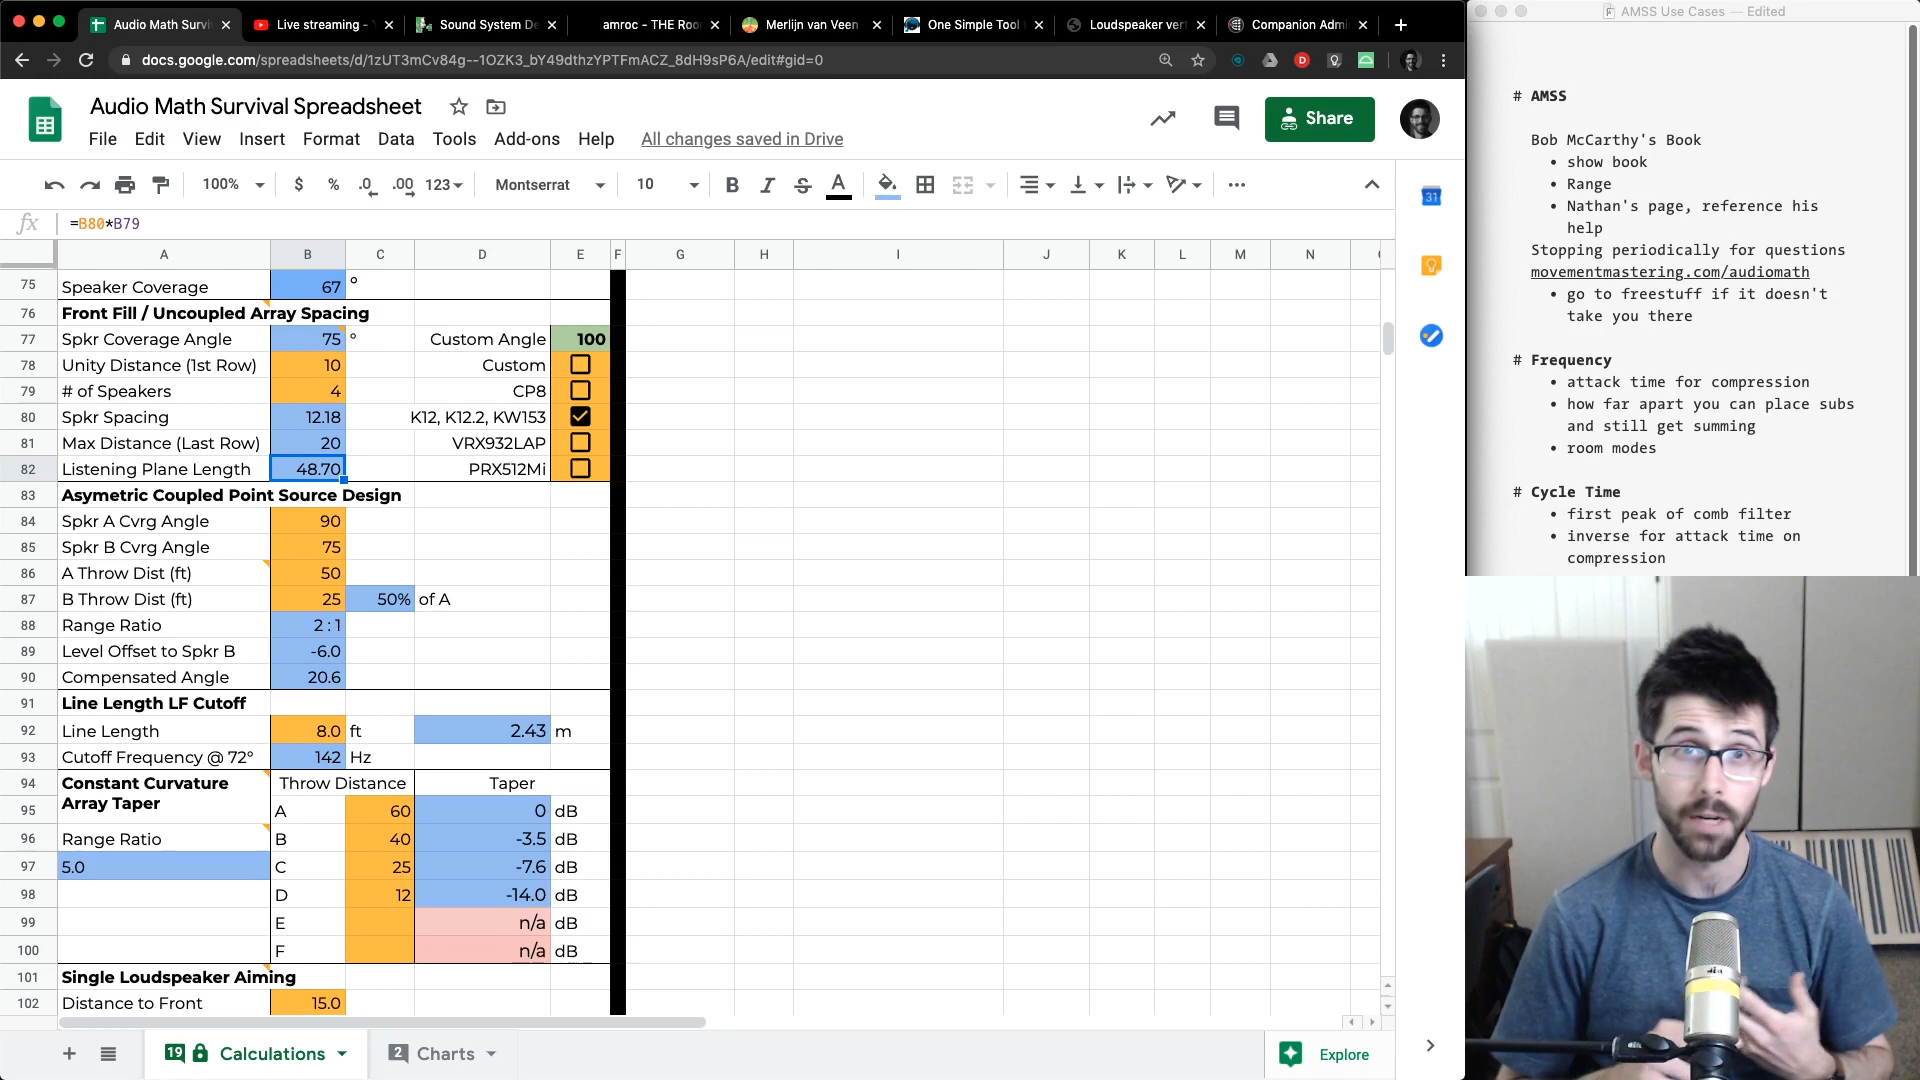 Audio Math Survi
Live streaming -
Sound System De
amroc - THE Roo
Merlijn van Veen
One Simple Tool
Loudspeaker vert
Companion Admi
docs.google.com/spreadsheets/d/1zUT3mCv84g--1OZK3_bY49dthzYPTFmACZ_8dH9sP6A/edit#gid=0
Audio Math Survival Spreadsheet
File Edit View Insert Format Data Tools Add-ons Help All changes saved in Drive
Share
100% $ % .0 .00 123 Montserrat 10 B I S A
fx =B80*B79
A B C D E F G H I J K L M N
75 Speaker Coverage 67 °
76 Front Fill / Uncoupled Array Spacing
77 Spkr Coverage Angle 75 ° Custom Angle 100
78 Unity Distance (1st Row) 10 Custom
79 # of Speakers 4 CP8
80 Spkr Spacing 12.18 K12, K12.2, KW153
81 Max Distance (Last Row) 20 VRX932LAP
82 Listening Plane Length 48.70 PRX512Mi
83 Asymetric Coupled Point Source Design
84 Spkr A Cvrg Angle 90
85 Spkr B Cvrg Angle 75
86 A Throw Dist (ft) 50
87 B Throw Dist (ft) 25 50% of A
88 Range Ratio 2 : 1
89 Level Offset to Spkr B -6.0
90 Compensated Angle 20.6
91 Line Length LF Cutoff
92 Line Length 8.0 ft 2.43 m
93 Cutoff Frequency @ 72° 142 Hz
94 Constant Curvature Throw Distance Taper
Array Taper
95 A 60 0 dB
96 Range Ratio B 40 -3.5 dB
97 5.0 C 25 -7.6 dB
98 D 12 -14.0 dB
99 E n/a dB
100 F n/a dB
101 Single Loudspeaker Aiming
102 Distance to Front 15.0
19 Calculations
2 Charts
Explore
31
AMSS Use Cases — Edited
# AMSS
Bob McCarthy's Book
• show book
• Range
• Nathan's page, reference his
help
Stopping periodically for questions
movementmastering.com/audiomath
• go to freestuff if it doesn't
take you there
# Frequency
• attack time for compression
• how far apart you can place subs
and still get summing
• room modes
# Cycle Time
• first peak of comb filter
• inverse for attack time on
compression